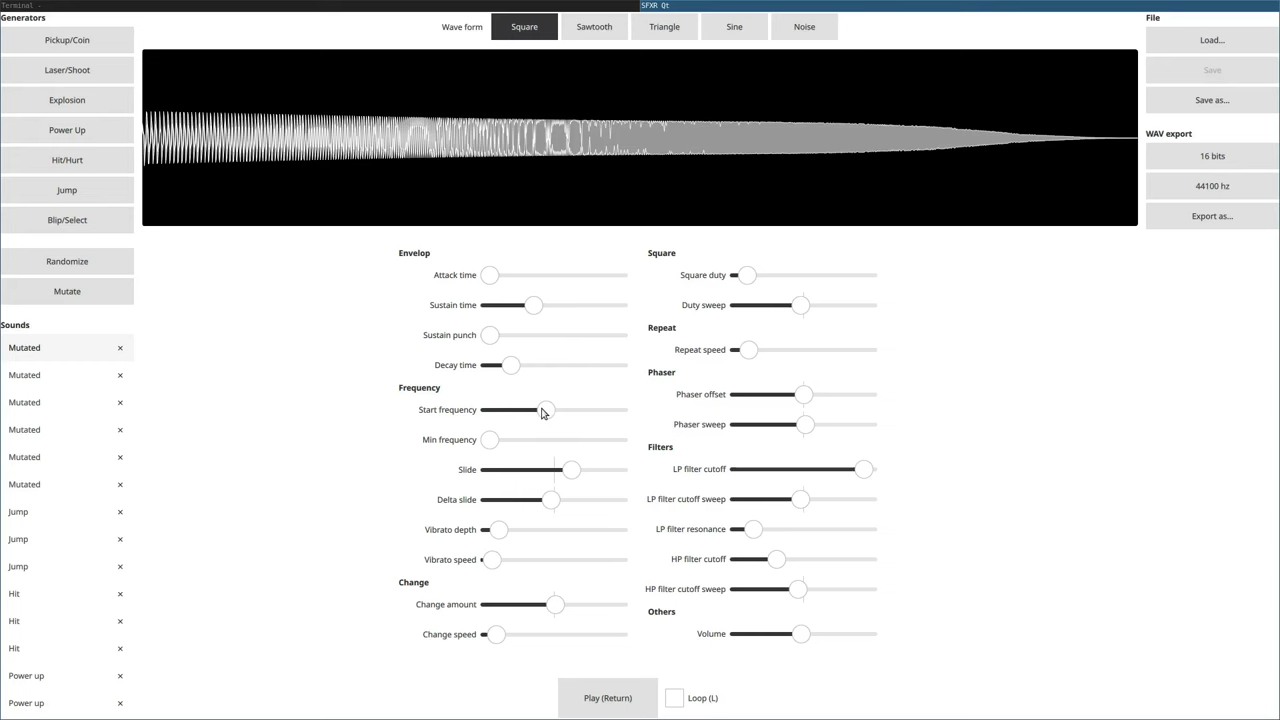 Terminal -
SFXR Qt
Generators
Pickup/Coin
Laser/Shoot
Explosion
Power Up
Hit/Hurt
Jump
Blip/Select
Randomize
Mutate
Sounds
Mutated ×
Mutated ×
Mutated ×
Mutated ×
Mutated ×
Mutated ×
Jump ×
Jump ×
Jump ×
Hit ×
Hit ×
Hit ×
Power up ×
Power up ×
Wave form Square Sawtooth Triangle Sine Noise
Envelop
Attack time
Sustain time
Sustain punch
Decay time
Frequency
Start frequency
Min frequency
Slide
Delta slide
Vibrato depth
Vibrato speed
Change
Change amount
Change speed
Square
Square duty
Duty sweep
Repeat
Repeat speed
Phaser
Phaser offset
Phaser sweep
Filters
LP filter cutoff
LP filter cutoff sweep
LP filter resonance
HP filter cutoff
HP filter cutoff sweep
Others
Volume
Play (Return) Loop (L)
File
Load...
Save
Save as...
WAV export
16 bits
44100 hz
Export as...